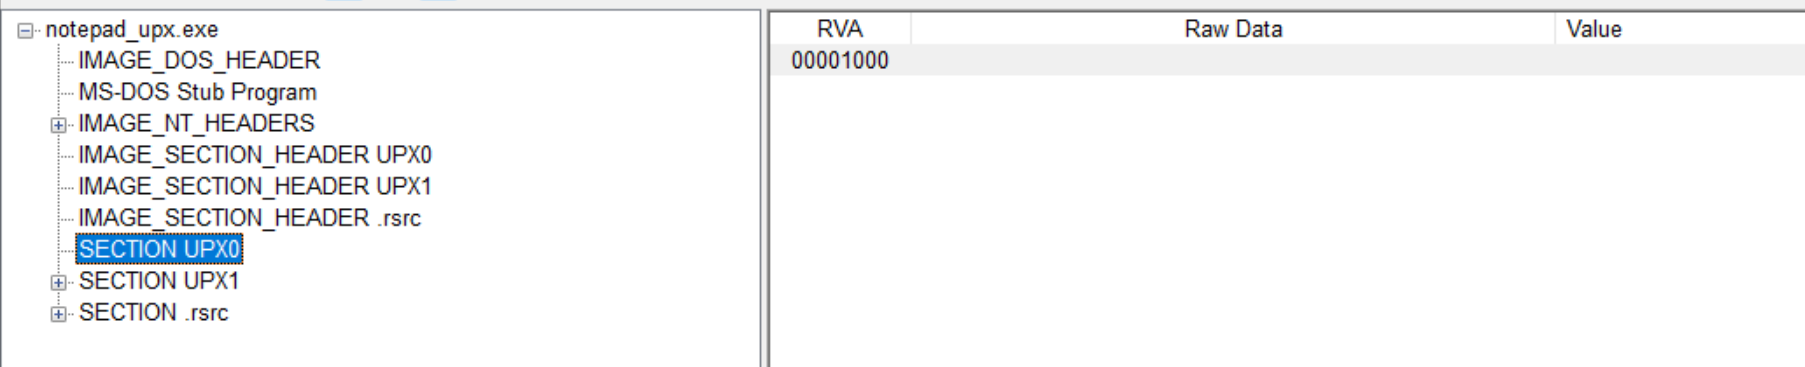 notepad_upx.exe
IMAGE_DOS_HEADER
MS-DOS Stub Program
IMAGE_NT_HEADERS
IMAGE_SECTION_HEADER UPX0
IMAGE_SECTION_HEADER UPX1
IMAGE_SECTION_HEADER .rsrc
SECTION UPX0
SECTION UPX1
SECTION .rsrc
RVA Raw Data Value
00001000